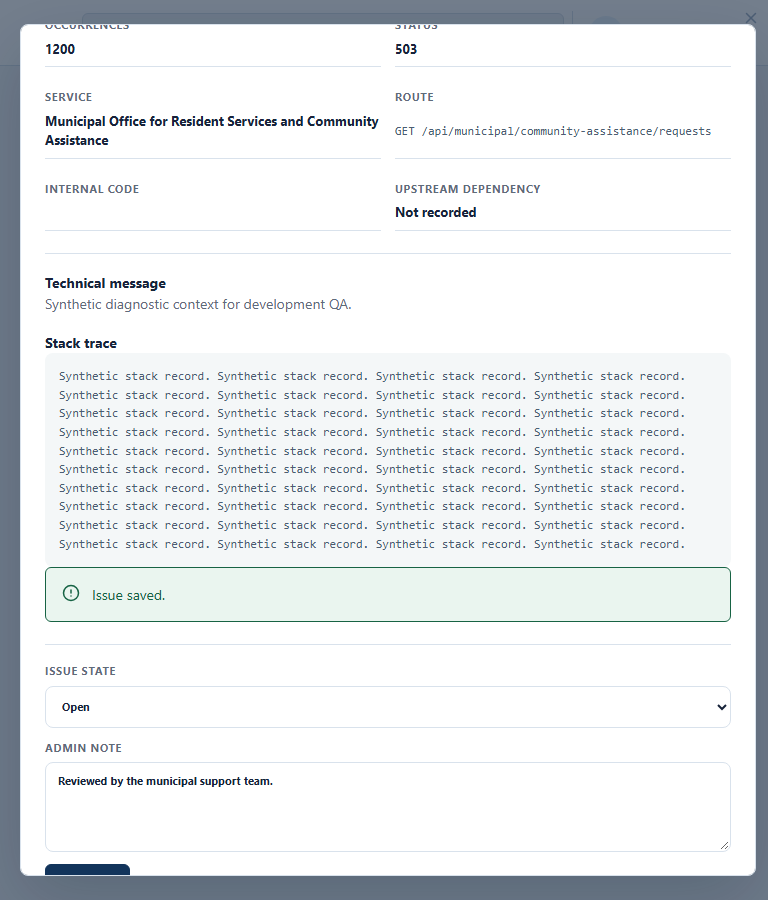 OCCURRENCES
STATUS
1200
503
SERVICE
ROUTE
Municipal Office for Resident Services and Community
Assistance
GET /api/municipal/community-assistance/requests
INTERNAL CODE
UPSTREAM DEPENDENCY
Not recorded
Technical message
Synthetic diagnostic context for development QA.
Stack trace
Synthetic stack record. Synthetic stack record. Synthetic stack record. Synthetic stack record.
Synthetic stack record. Synthetic stack record. Synthetic stack record. Synthetic stack record.
Synthetic stack record. Synthetic stack record. Synthetic stack record. Synthetic stack record.
Synthetic stack record. Synthetic stack record. Synthetic stack record. Synthetic stack record.
Synthetic stack record. Synthetic stack record. Synthetic stack record. Synthetic stack record.
Synthetic stack record. Synthetic stack record. Synthetic stack record. Synthetic stack record.
Synthetic stack record. Synthetic stack record. Synthetic stack record. Synthetic stack record.
Synthetic stack record. Synthetic stack record. Synthetic stack record. Synthetic stack record.
Synthetic stack record. Synthetic stack record. Synthetic stack record. Synthetic stack record.
Synthetic stack record. Synthetic stack record. Synthetic stack record. Synthetic stack record.
Issue saved.
ISSUE STATE
Open
ADMIN NOTE
Reviewed by the municipal support team.